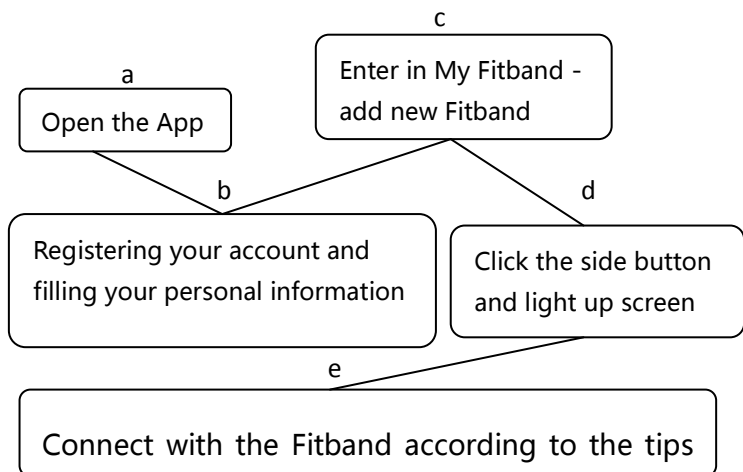 a
Open the App
c
Enter in My Fitband -
add new Fitband
b
Registering your account and
filling your personal information
d
Click the side button
and light up screen
e
Connect with the Fitband according to the tips